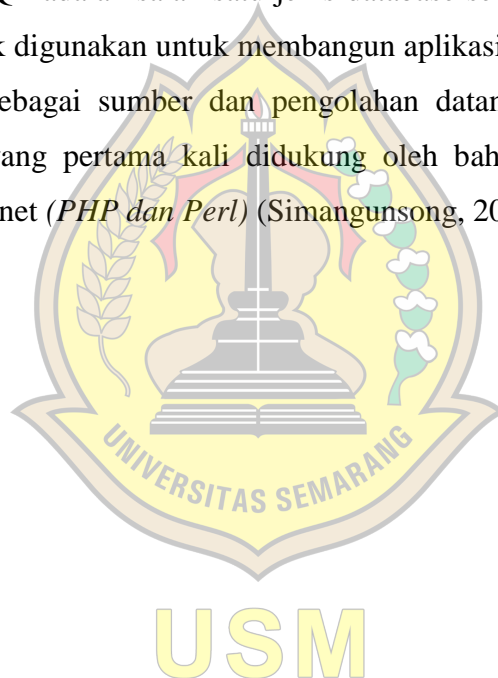 k digunakan untuk membangun aplikasi
ebagai sumber dan pengolahan datan
yang pertama kali didukung oleh bah
net (PHP dan Perl) (Simangunsong, 20
UNIVERSITAS SEMARANG
USM